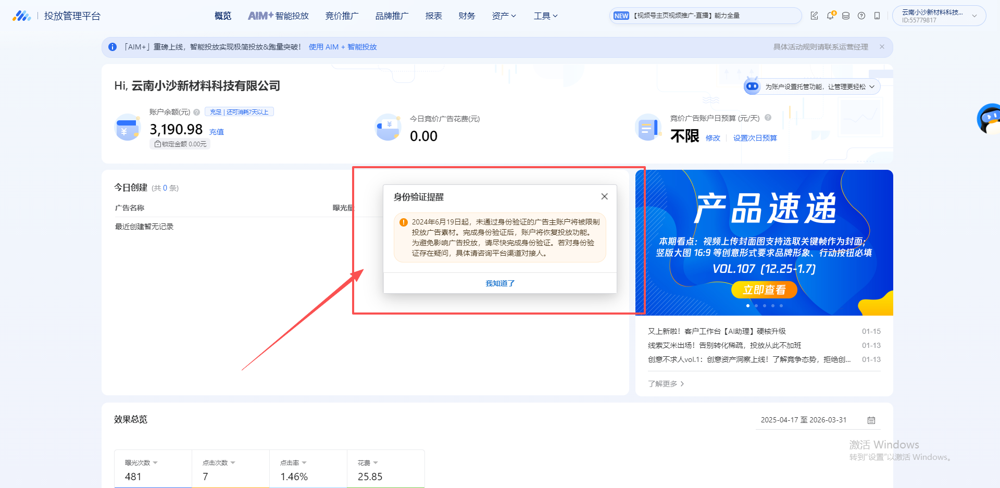 投放管理平台
概览
AIM+ 智能投放
竞价推广
品牌推广
报表
财务
资产
工具
NEW 【视频号主页视频推广-直播】能力全量
8
云南小沙新材料科技...
ID:55779817
「AIM+」重磅上线，智能投放实现极简投放&跑量突破！ 使用 AIM + 智能投放
具体活动规则请联系运营经理
Hi, 云南小沙新材料科技有限公司
为账户设置托管功能，让管理更轻松
账户余额(元) 充足 | 还可消耗7天以上
3,190.98 充值
锁定金额 0.00元
今日竞价广告花费(元)
0.00
竞价广告账户日预算 (元/天)
不限 修改 设置次日预算
今日创建 (共 0 条)
广告名称 曝光量
最近创建暂无记录
身份验证提醒
2024年6月19日起，未通过身份验证的广告主账户将被限制
投放广告素材。完成身份验证后，账户将恢复投放功能。
为避免影响广告投放，请尽快完成身份验证。若对身份验
证存在疑问，具体请咨询平台渠道对接人。
我知道了
产品速递
本期看点：视频上传封面图支持选取关键帧作为封面；
竖版大图 16:9 等创意形式要求品牌形象、行动按钮必填
VOL.107 (12.25-1.7)
立即查看
又上新啦！客户工作台【AI助理】硬核升级 01-15
线索艾米出场！告别转化稀疏，投放从此不加班 01-13
创意不求人vol.1：创意资产洞察上线！了解竞争态势，拒绝创... 01-13
了解更多
效果总览
2025-04-17 至 2026-03-31
曝光次数
481
点击次数
7
点击率
1.46%
花费
25.85
激活 Windows
转到“设置”以激活 Windows。